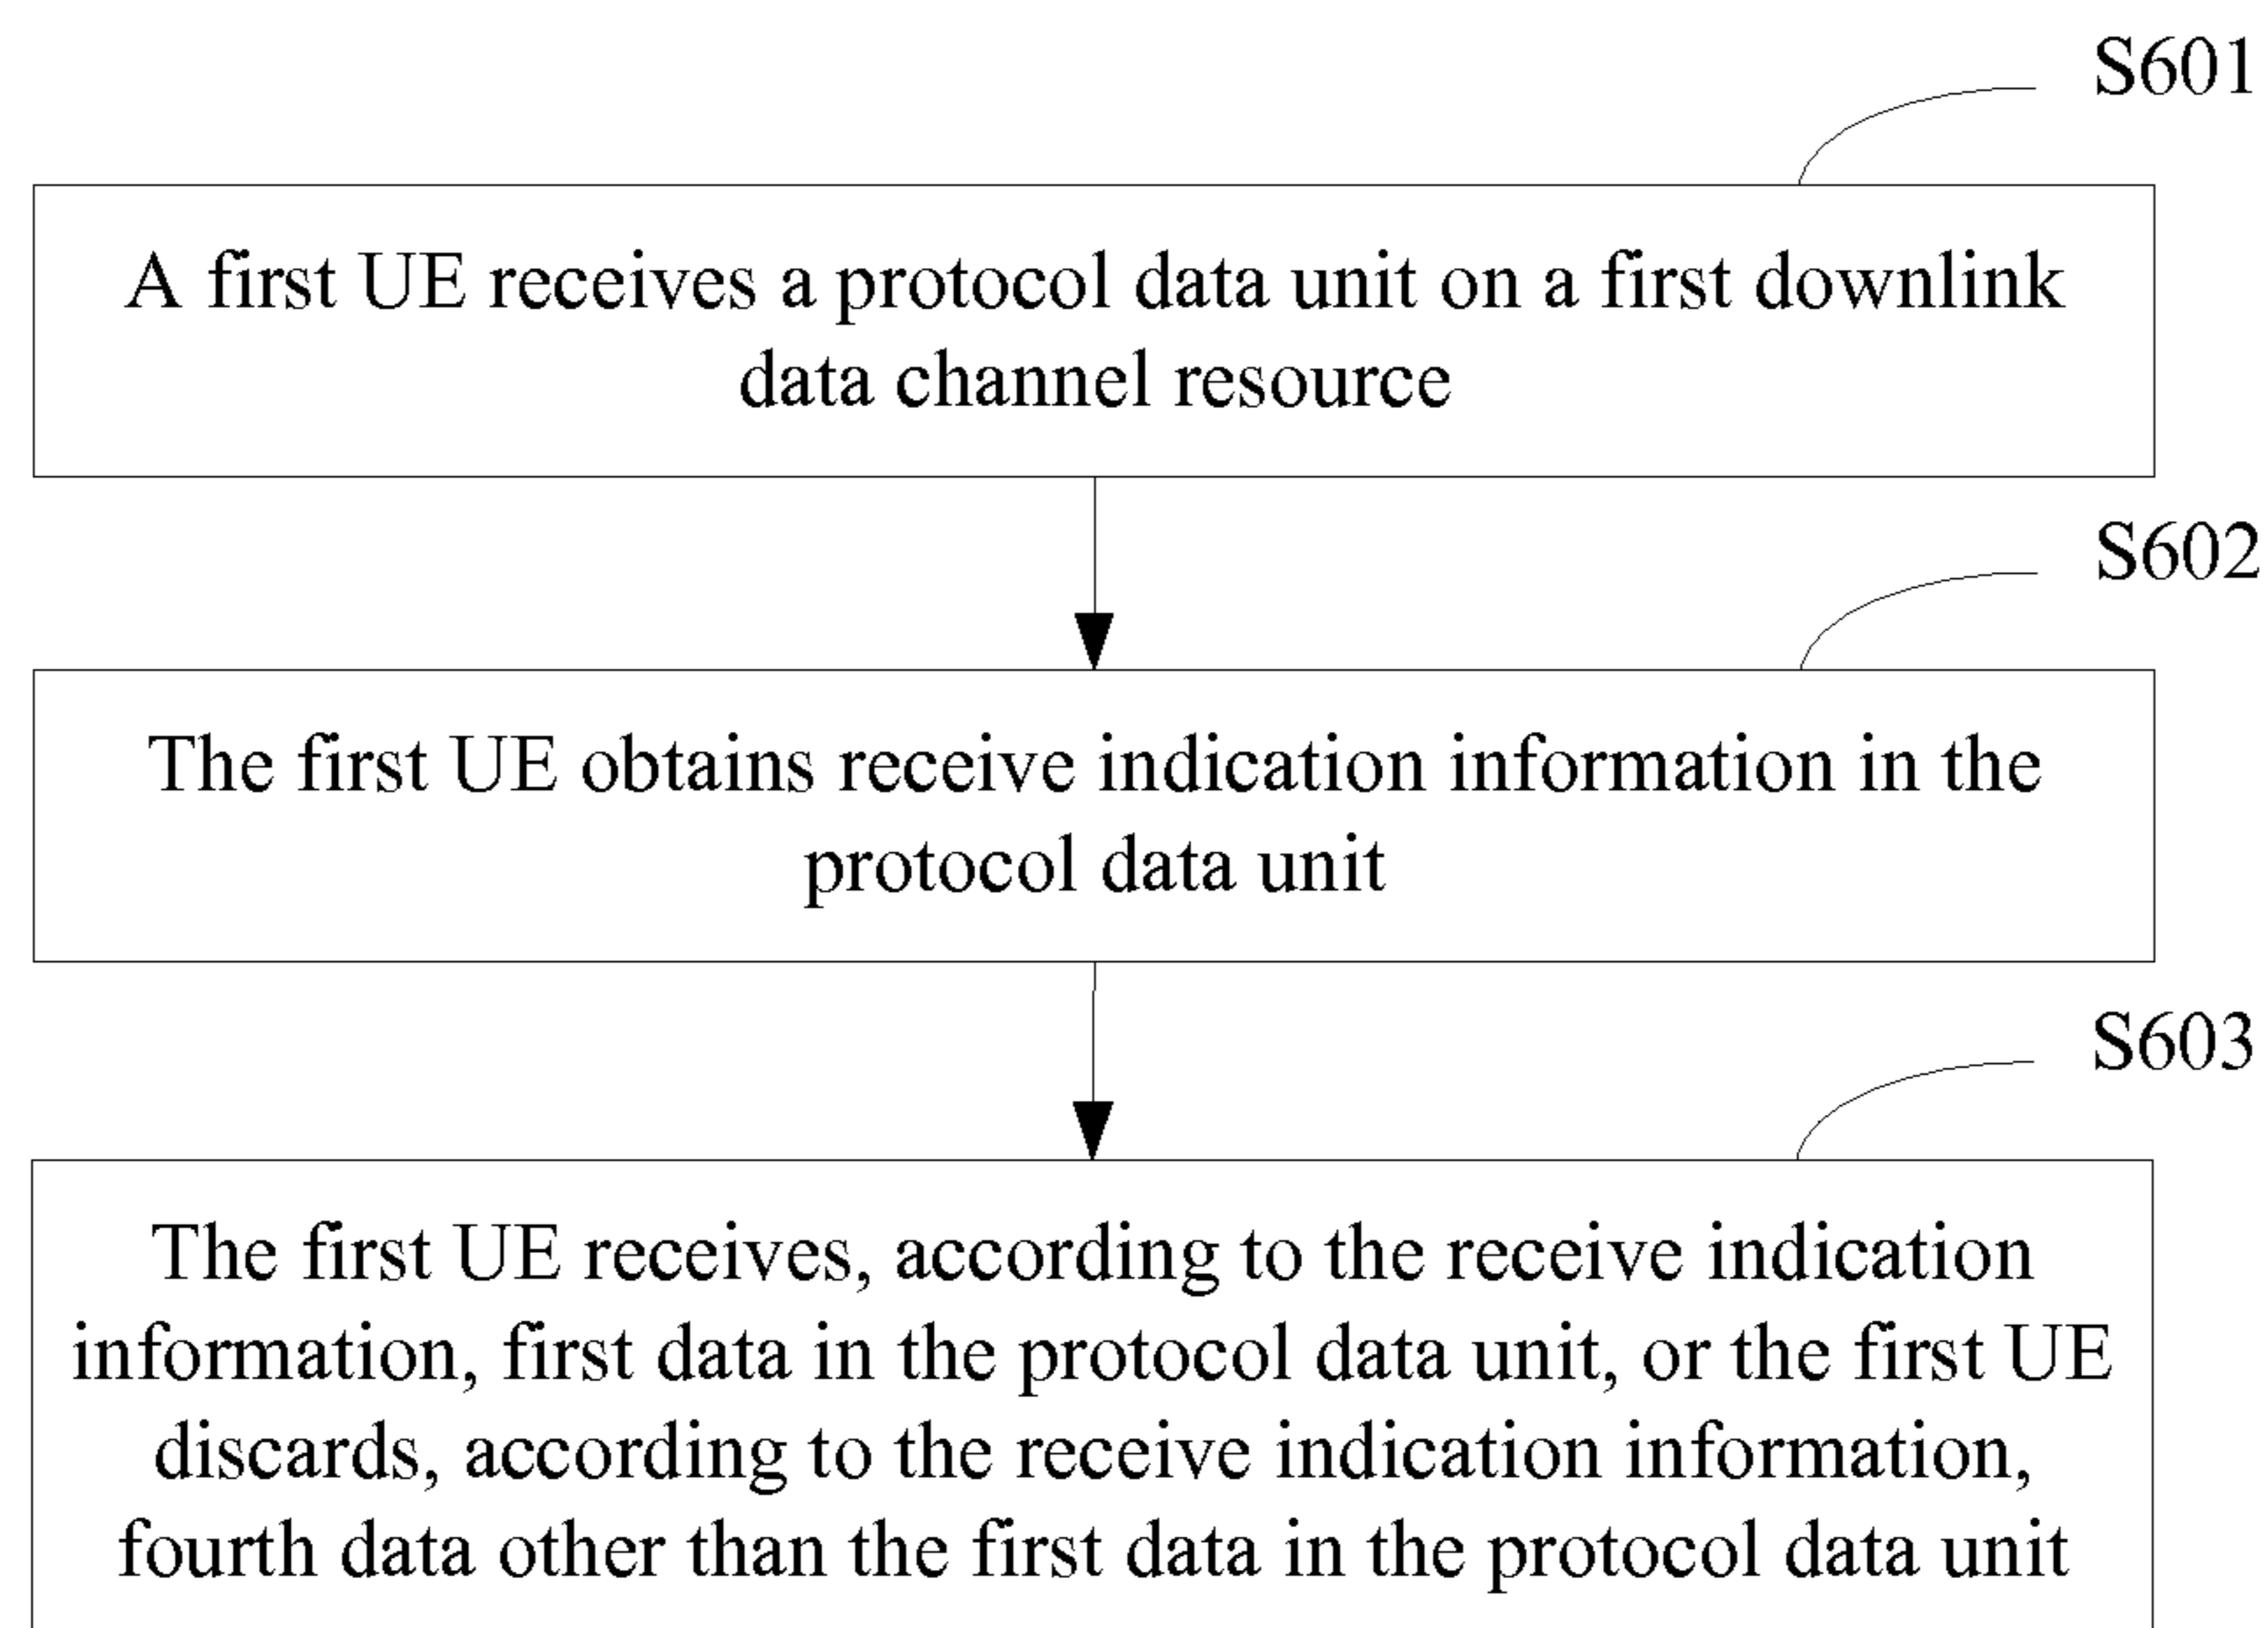 S601
A first UE receives a protocol data unit on a first downlink
data channel resource
S602
The first UE obtains receive indication information in the
protocol data unit
S603
The first UE receives, according to the receive indication
information, first data in the protocol data unit, or the first UE
discards, according to the receive indication information,
fourth data other than the first data in the protocol data unit